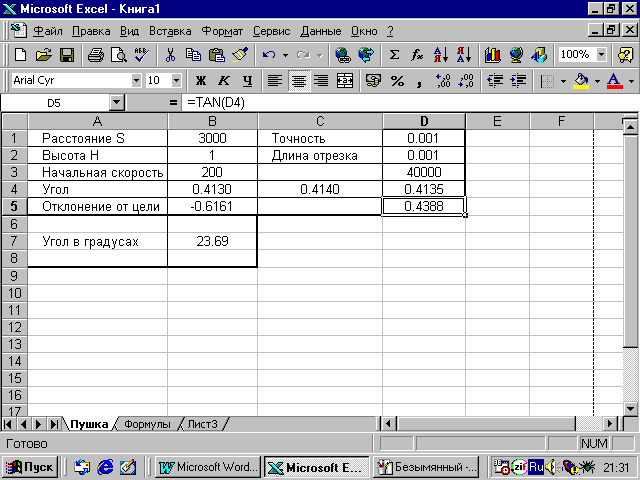 Microsoft Excel - Книга1
Файл Правка Вид Вставка Формат Сервис Данные Окно ?
100%
Arial Cyr 10 Ж К Ч % ,
D5 = =TAN(D4)
A B C D E F
1 Расстояние S 3000 Точность 0.001
2 Высота H 1 Длина отрезка 0.001
3 Начальная скорость 200 40000
4 Угол 0.4130 0.4140 0.4135
5 Отклонение от цели -0.6161 0.4388
6
7 Угол в градусах 23.69
8
9
10
11
12
13
14
15
16
17
Пушка Формулы Лист3
Готово NUM
Пуск Microsoft Word... Microsoft E... Безымянный -... Ru 21:31